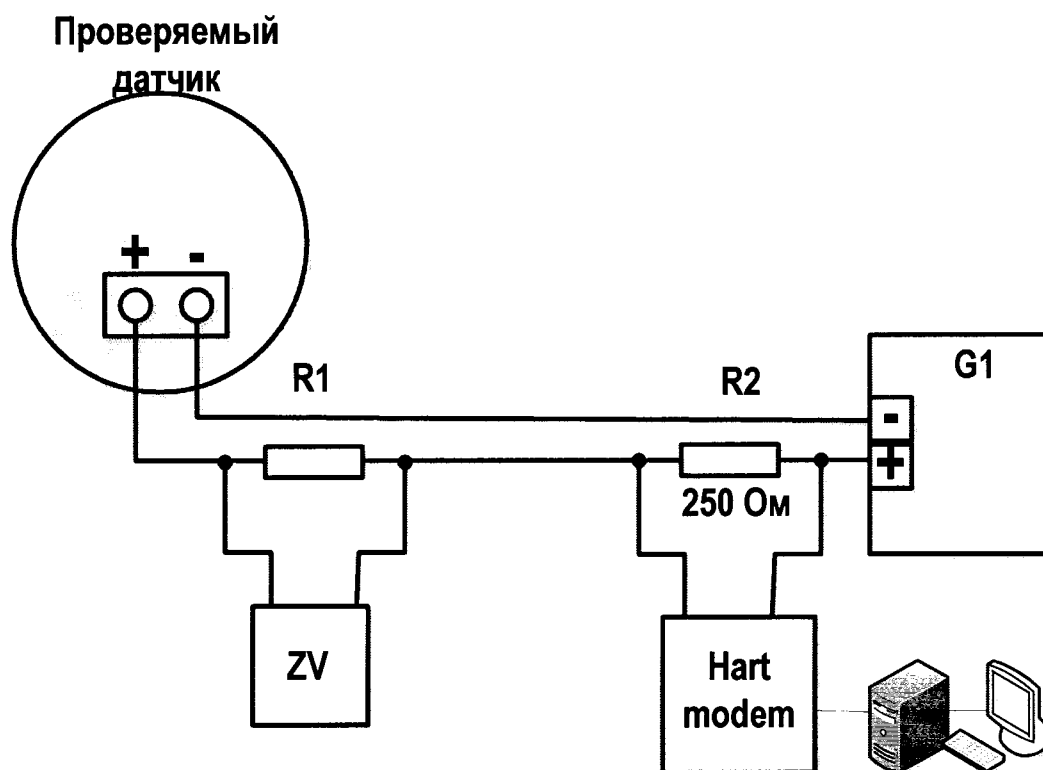 Проверяемый
датчик
+ -
R1
R2
G1
-
+
250 Ом
ZV
Hart
modem